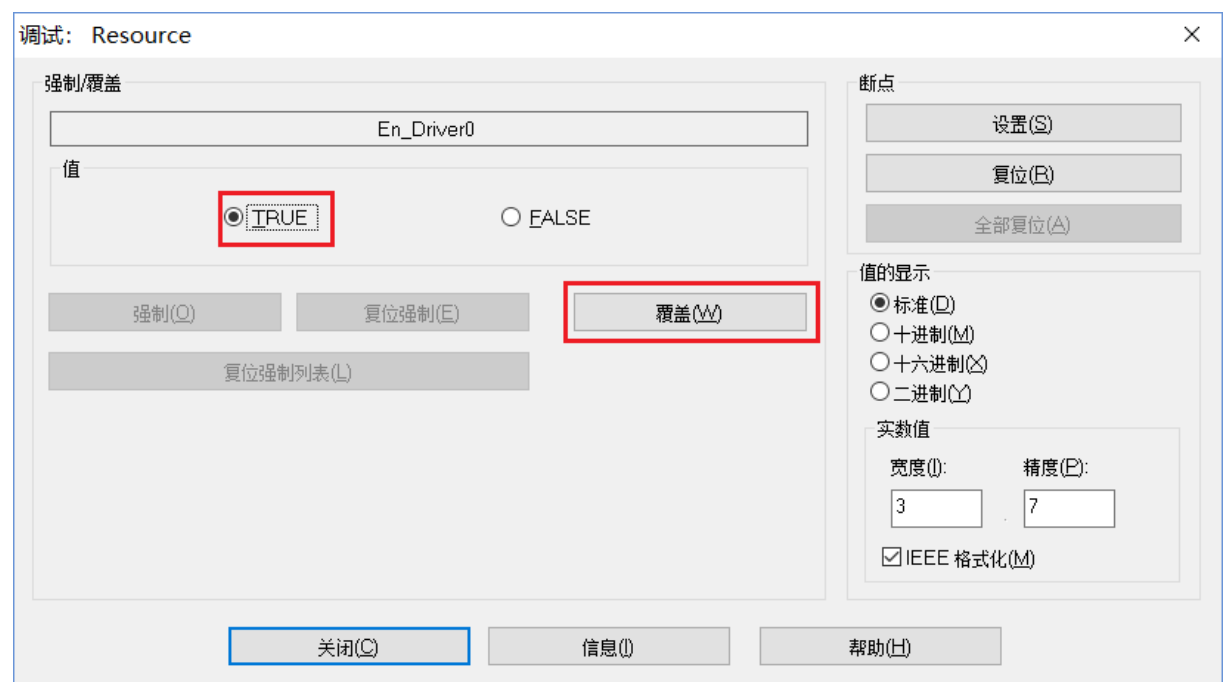 调试: Resource
强制/覆盖
En_Driver0
值
TRUE
FALSE
强制(O)
复位强制(E)
覆盖(W)
复位强制列表(L)
断点
设置(S)
复位(R)
全部复位(A)
值的显示
标准(D)
十进制(M)
十六进制(X)
二进制(Y)
实数值
宽度(I):
精度(P):
3
.
7
IEEE 格式化(M)
关闭(C)
信息(I)
帮助(H)